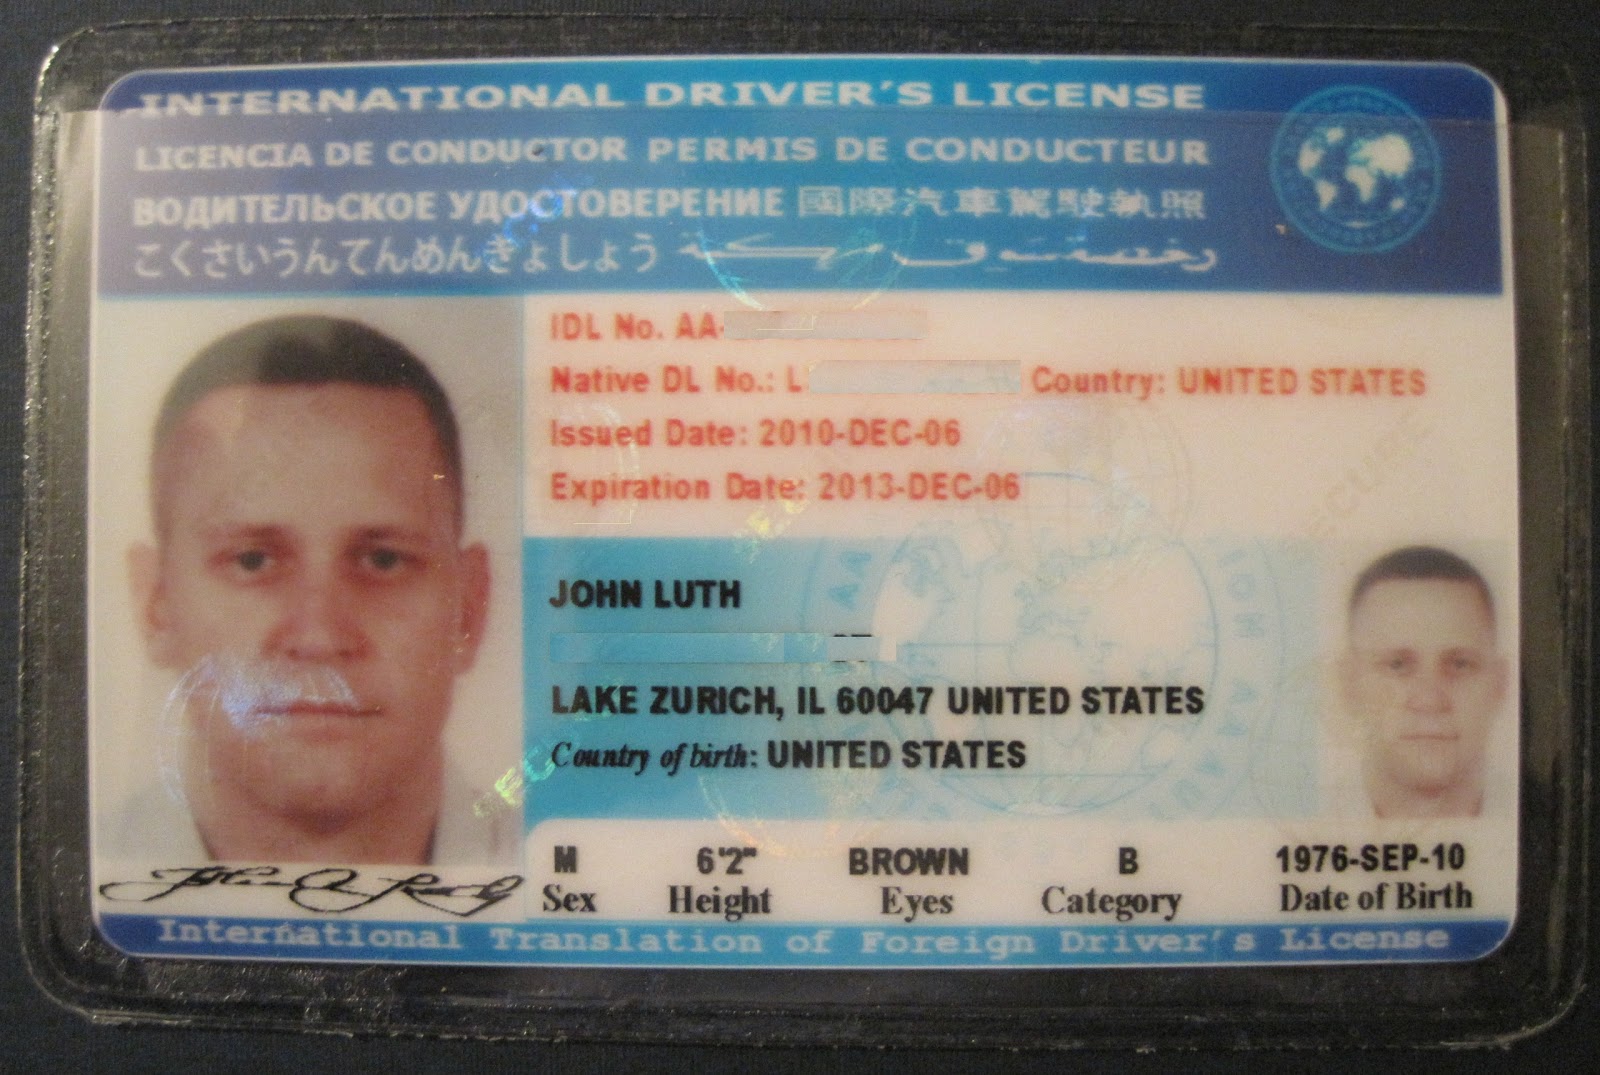 INTERNATIONAL DRIVER'S LICENSE
LICENCIA DE CONDUCTOR PERMIS DE CONDUCTEUR
ВОДИТЕЛЬСКОЕ УДОСТОВЕРЕНИЕ 國際汽車駕駛執照
こくさいうんてんめんきょしょう
IDL No. AA-
Native DL No.: L Country: UNITED STATES
Issued Date: 2010-DEC-06
Expiration Date: 2013-DEC-06
JOHN LUTH
LAKE ZURICH, IL 60047 UNITED STATES
Country of birth: UNITED STATES
M 6'2" BROWN B 1976-SEP-10
Sex Height Eyes Category Date of Birth
International Translation of Foreign Driver's License